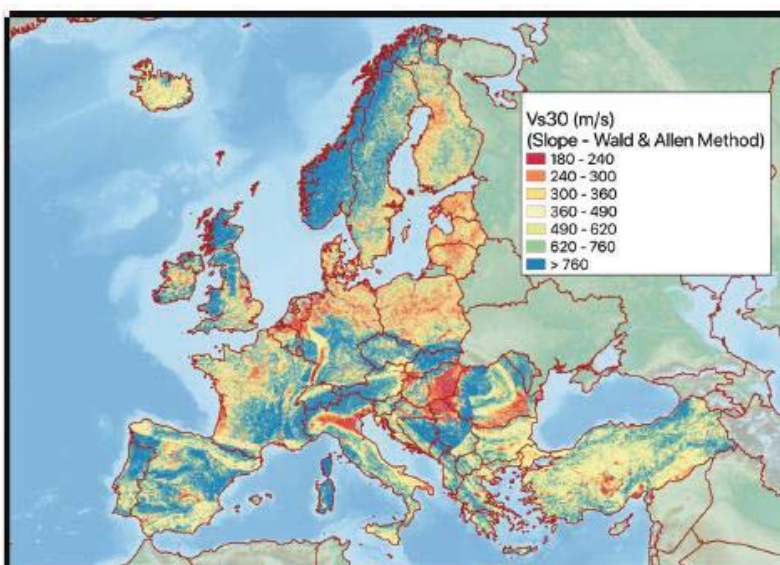 Vs30 (m/s)
(Slope - Wald & Allen Method)
180 - 240
240 - 300
300 - 360
360 - 490
490 - 620
620 - 760
> 760